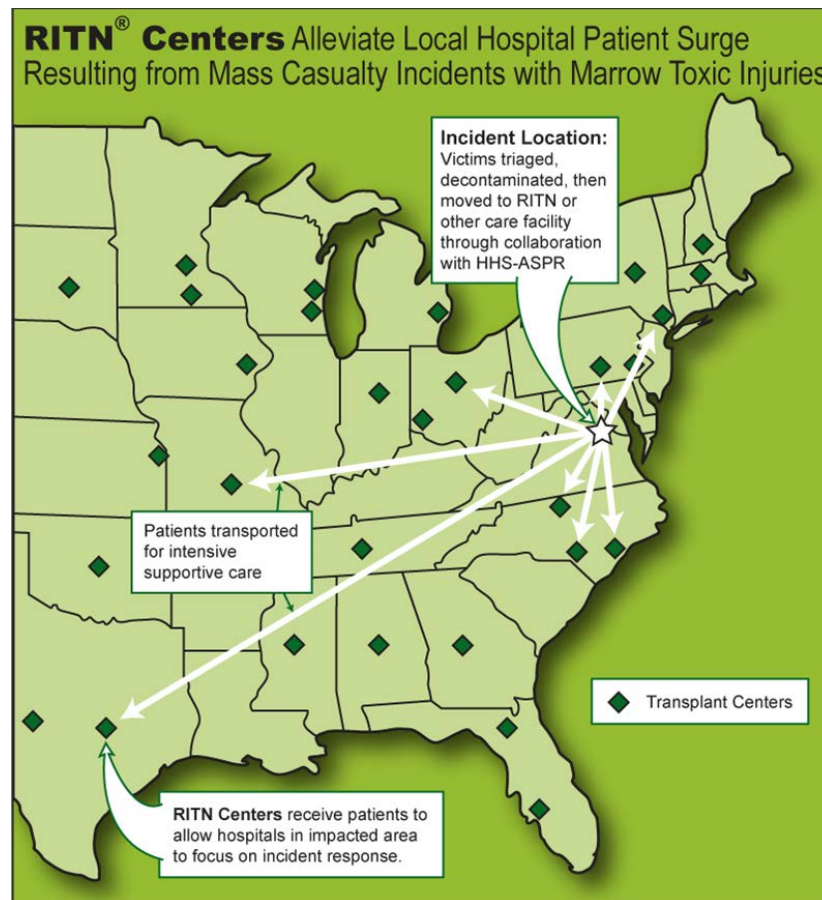 RITN® Centers Alleviate Local Hospital Patient Surge
Resulting from Mass Casualty Incidents with Marrow Toxic Injuries
Incident Location:
Victims triaged,
decontaminated, then
moved to RITN or
other care facility
through collaboration
with HHS-ASPR
Patients transported
for intensive
supportive care
Transplant Centers
RITN Centers receive patients to
allow hospitals in impacted area
to focus on incident response.